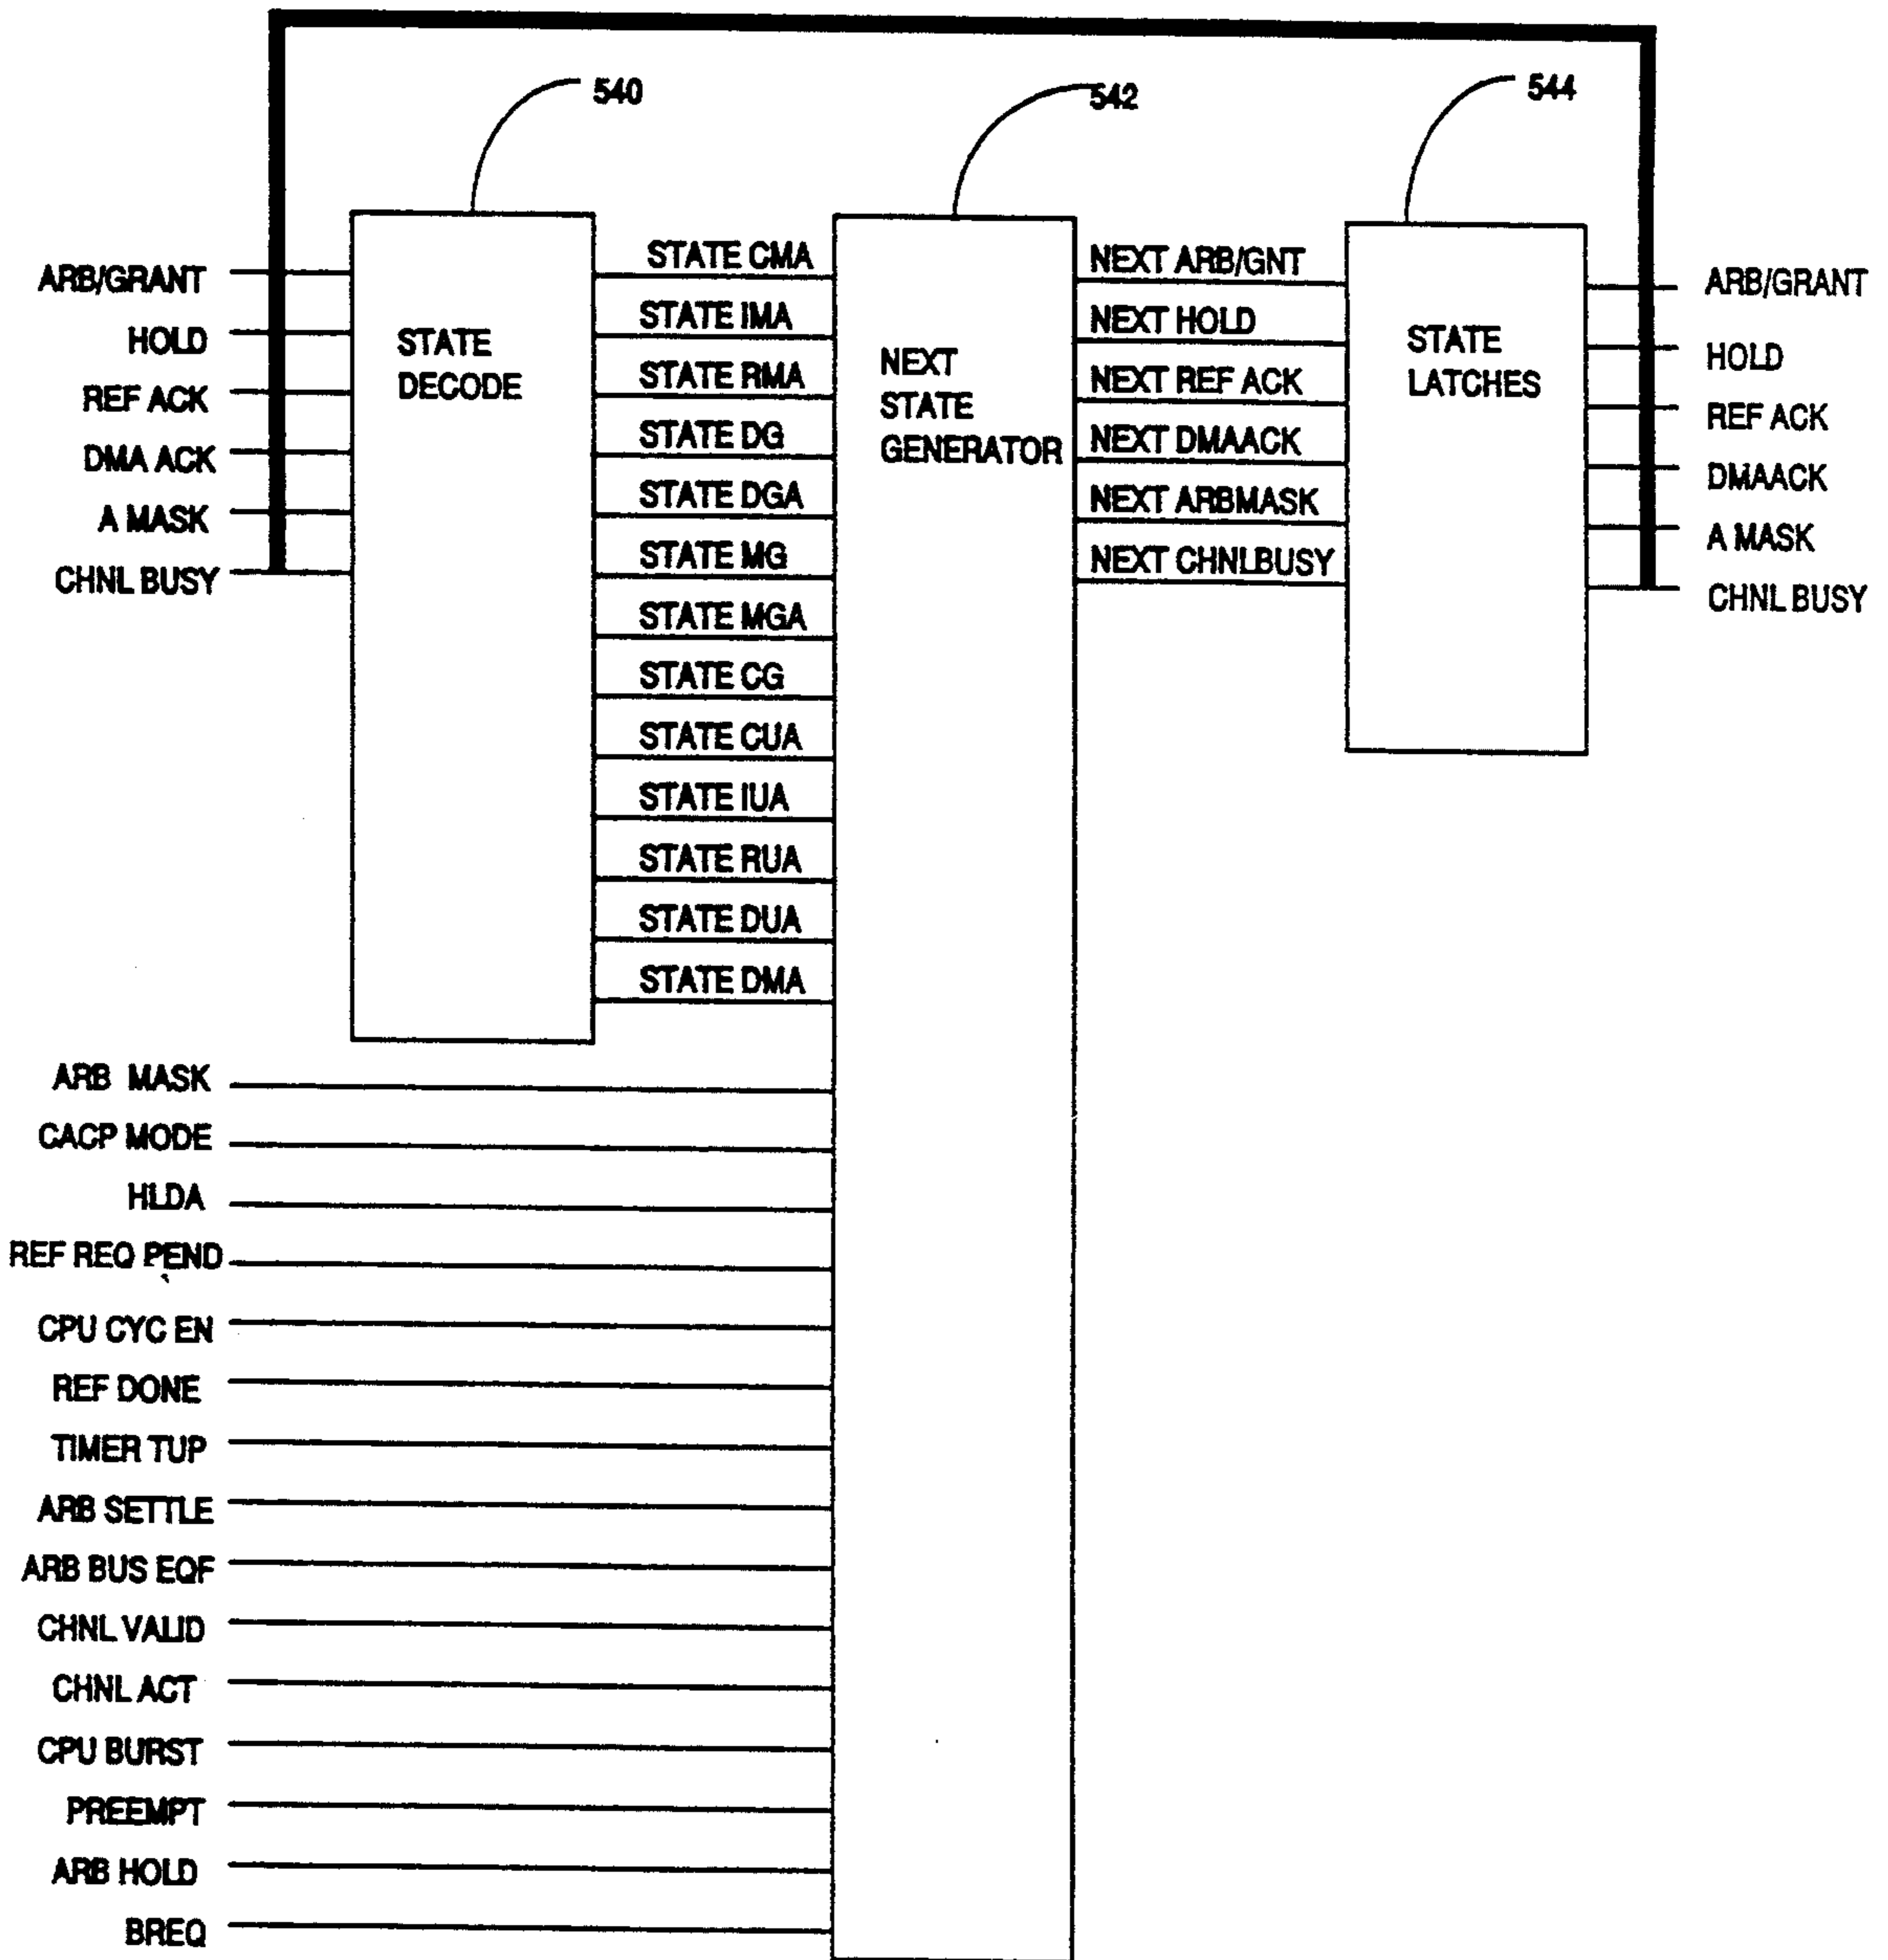 540
542
544
ARB/GRANT
HOLD
REF ACK
DMA ACK
A MASK
CHNL BUSY
STATE
DECODE
STATE CMA
STATE IMA
STATE RMA
STATE DG
STATE DGA
STATE MG
STATE MGA
STATE CG
STATE CUA
STATE IUA
STATE RUA
STATE DUA
STATE DMA
NEXT
STATE
GENERATOR
NEXT ARB/GNT
NEXT HOLD
NEXT REF ACK
NEXT DMAACK
NEXT ARBMASK
NEXT CHNLBUSY
STATE
LATCHES
ARB/GRANT
HOLD
REF ACK
DMAACK
A MASK
CHNL BUSY
ARB MASK
CACP MODE
HLDA
REF REQ PEND
CPU CYC EN
REF DONE
TIMER TUP
ARB SETTLE
ARB BUS EQF
CHNL VALID
CHNL ACT
CPU BURST
PREEMPT
ARB HOLD
BREQ